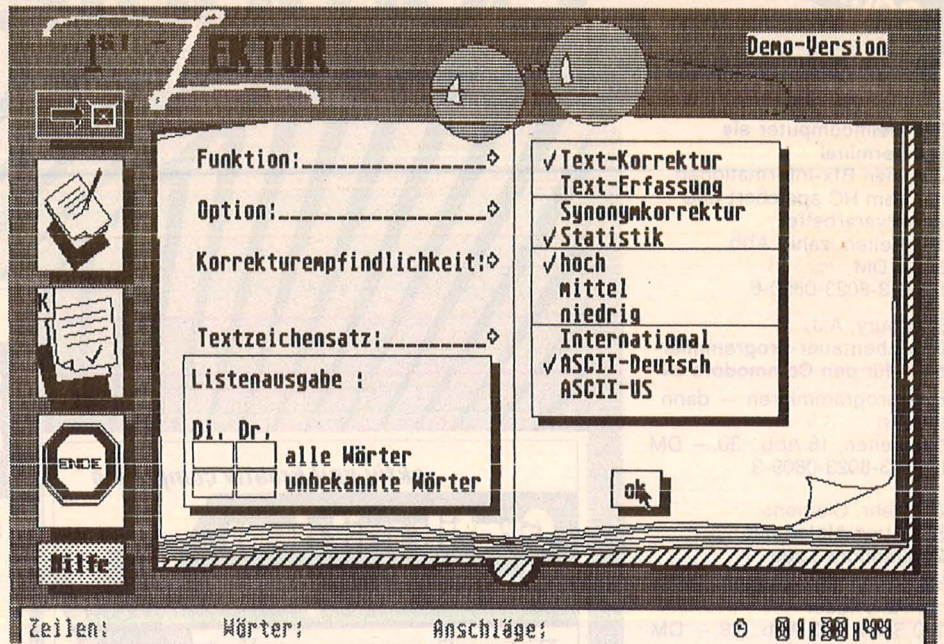 1ST - LEKTOR
Demo-Version
Funktion:
Option:
Korrekturempfindlichkeit:
Textzeichensatz:
Listenausgabe :
Di. Dr.
alle Wörter
unbekannte Wörter
✓Text-Korrektur
Text-Erfassung
Synonymkorrektur
✓Statistik
✓hoch
mittel
niedrig
International
✓ASCII-Deutsch
ASCII-US
ok
K
ENDE
Hilfe
Zeilen: Wörter: Anschläge: